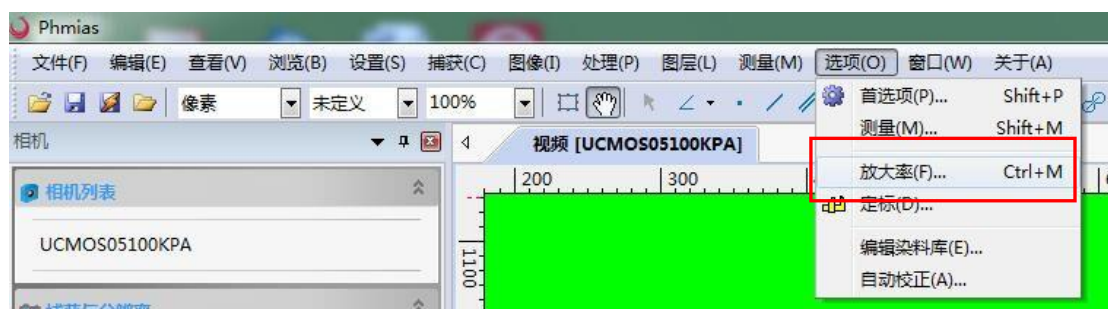 Phmias
文件(F) 编辑(E) 查看(V) 浏览(B) 设置(S) 捕获(C) 图像(I) 处理(P) 图层(L) 测量(M) 选项(O) 窗口(W) 关于(A)
像素 未定义 100%
首选项(P)... Shift+P
测量(M)... Shift+M
放大率(F)... Ctrl+M
定标(D)...
编辑染料库(E)...
自动校正(A)...
相机
视频 [UCMOS05100KPA]
200 300
相机列表
UCMOS05100KPA
1100